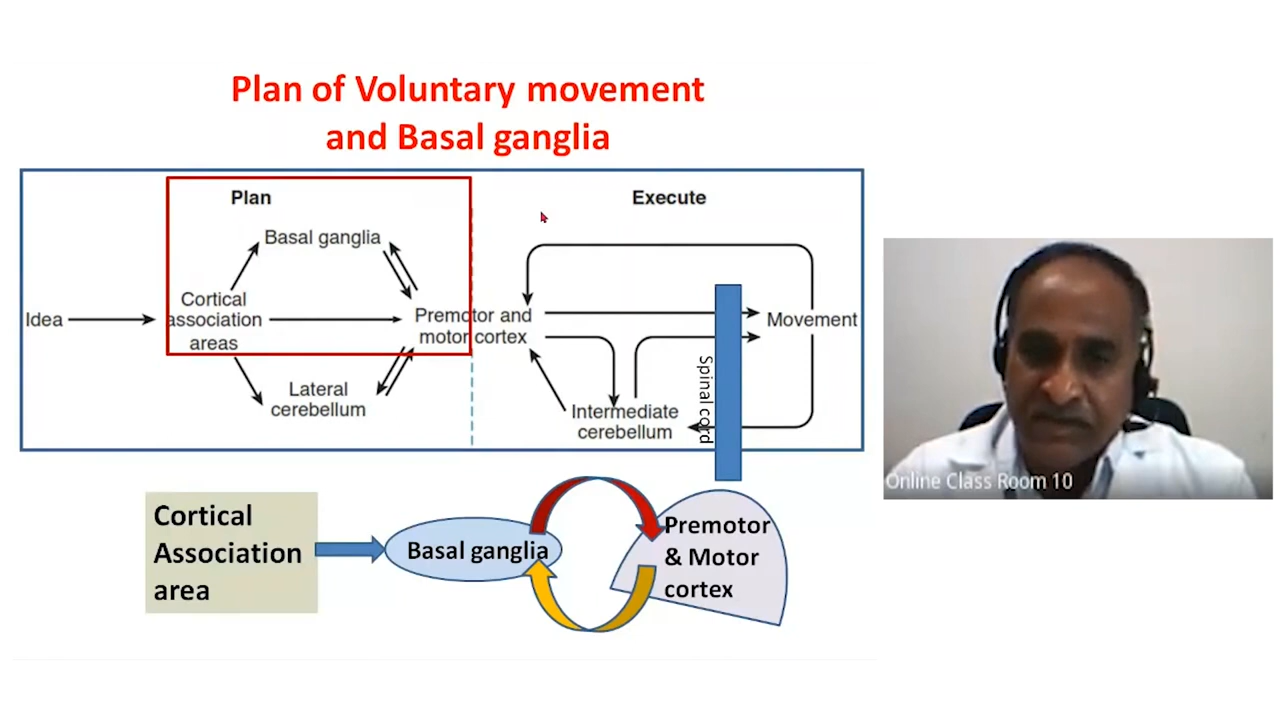 Plan of Voluntary movement
and Basal ganglia
Plan
Execute
Basal ganglia
Idea
Cortical
association
areas
Premotor and
motor cortex
Movement
Lateral
cerebellum
Intermediate
cerebellum
Spinal cord
Cortical
Association
area
Basal ganglia
Premotor
& Motor
cortex
Online Class Room 10